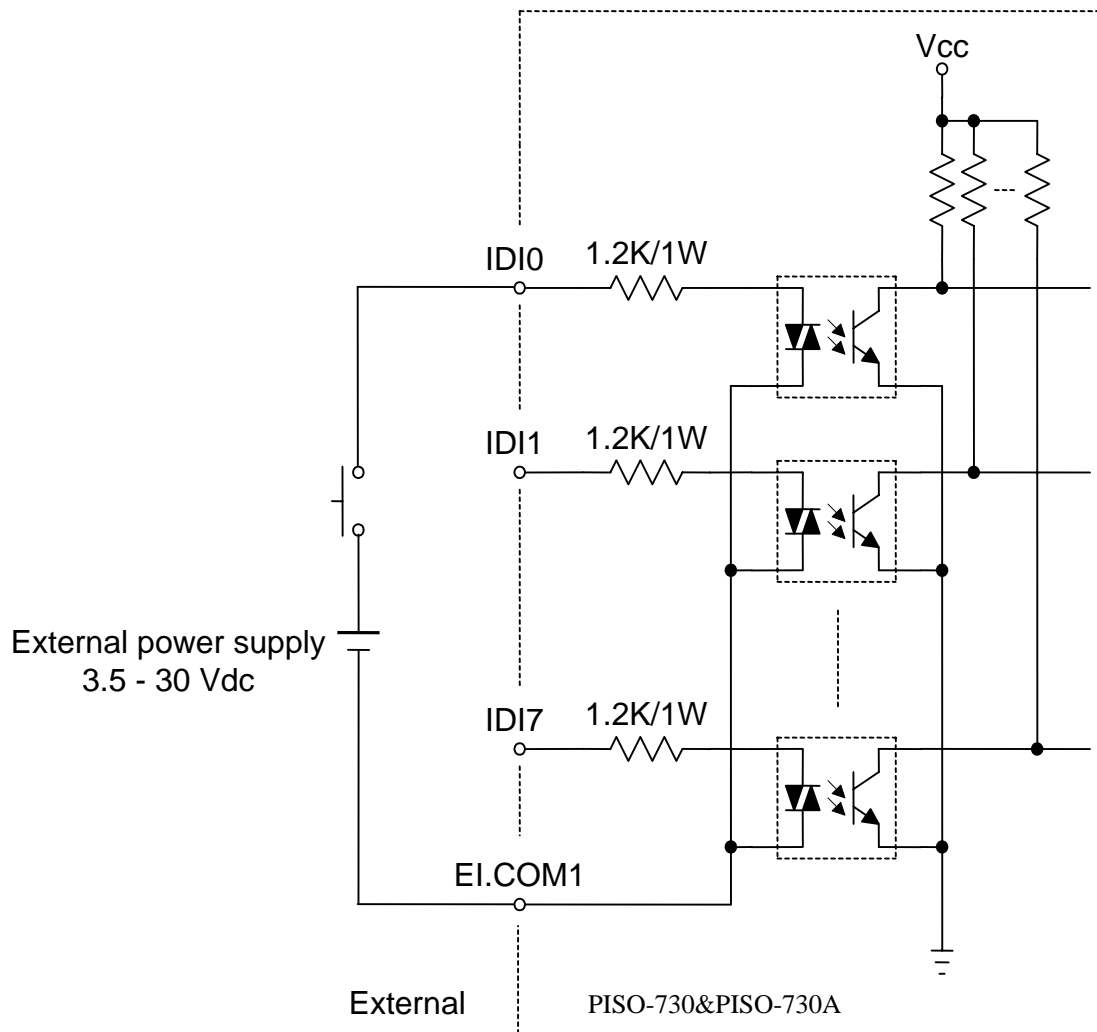 Vcc
IDI0
1.2K/1W
IDI1
1.2K/1W
External power supply
3.5 - 30 Vdc
IDI7
1.2K/1W
EI.COM1
External
PISO-730&PISO-730A